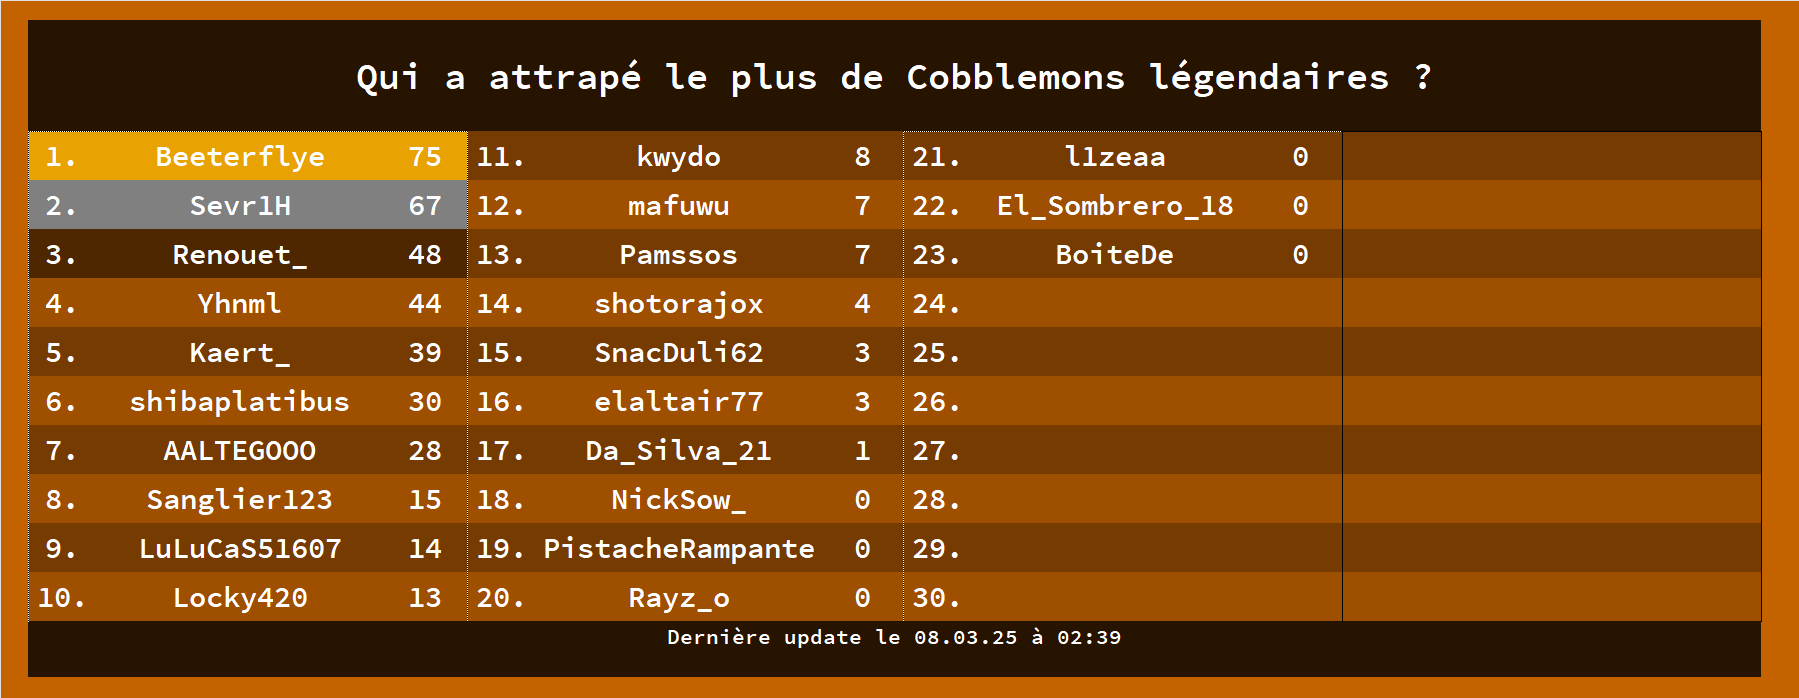 Qui a attrapé le plus de Cobblemons légendaires ?
1. Beeterflye 75
2. Sevr1H 67
3. Renouet_ 48
4. Yhnml 44
5. Kaert_ 39
6. shibaplatibus 30
7. AALTEGOOO 28
8. Sanglier123 15
9. LuLuCaS51607 14
10. Locky420 13
11. kwydo 8
12. mafuwu 7
13. Pamssos 7
14. shotorajox 4
15. SnacDuli62 3
16. elaltair77 3
17. Da_Silva_21 1
18. NickSow_ 0
19. PistacheRampante 0
20. Rayz_o 0
21. l1zeaa 0
22. El_Sombrero_18 0
23. BoiteDe 0
24.
25.
26.
27.
28.
29.
30.
Dernière update le 08.03.25 à 02:39